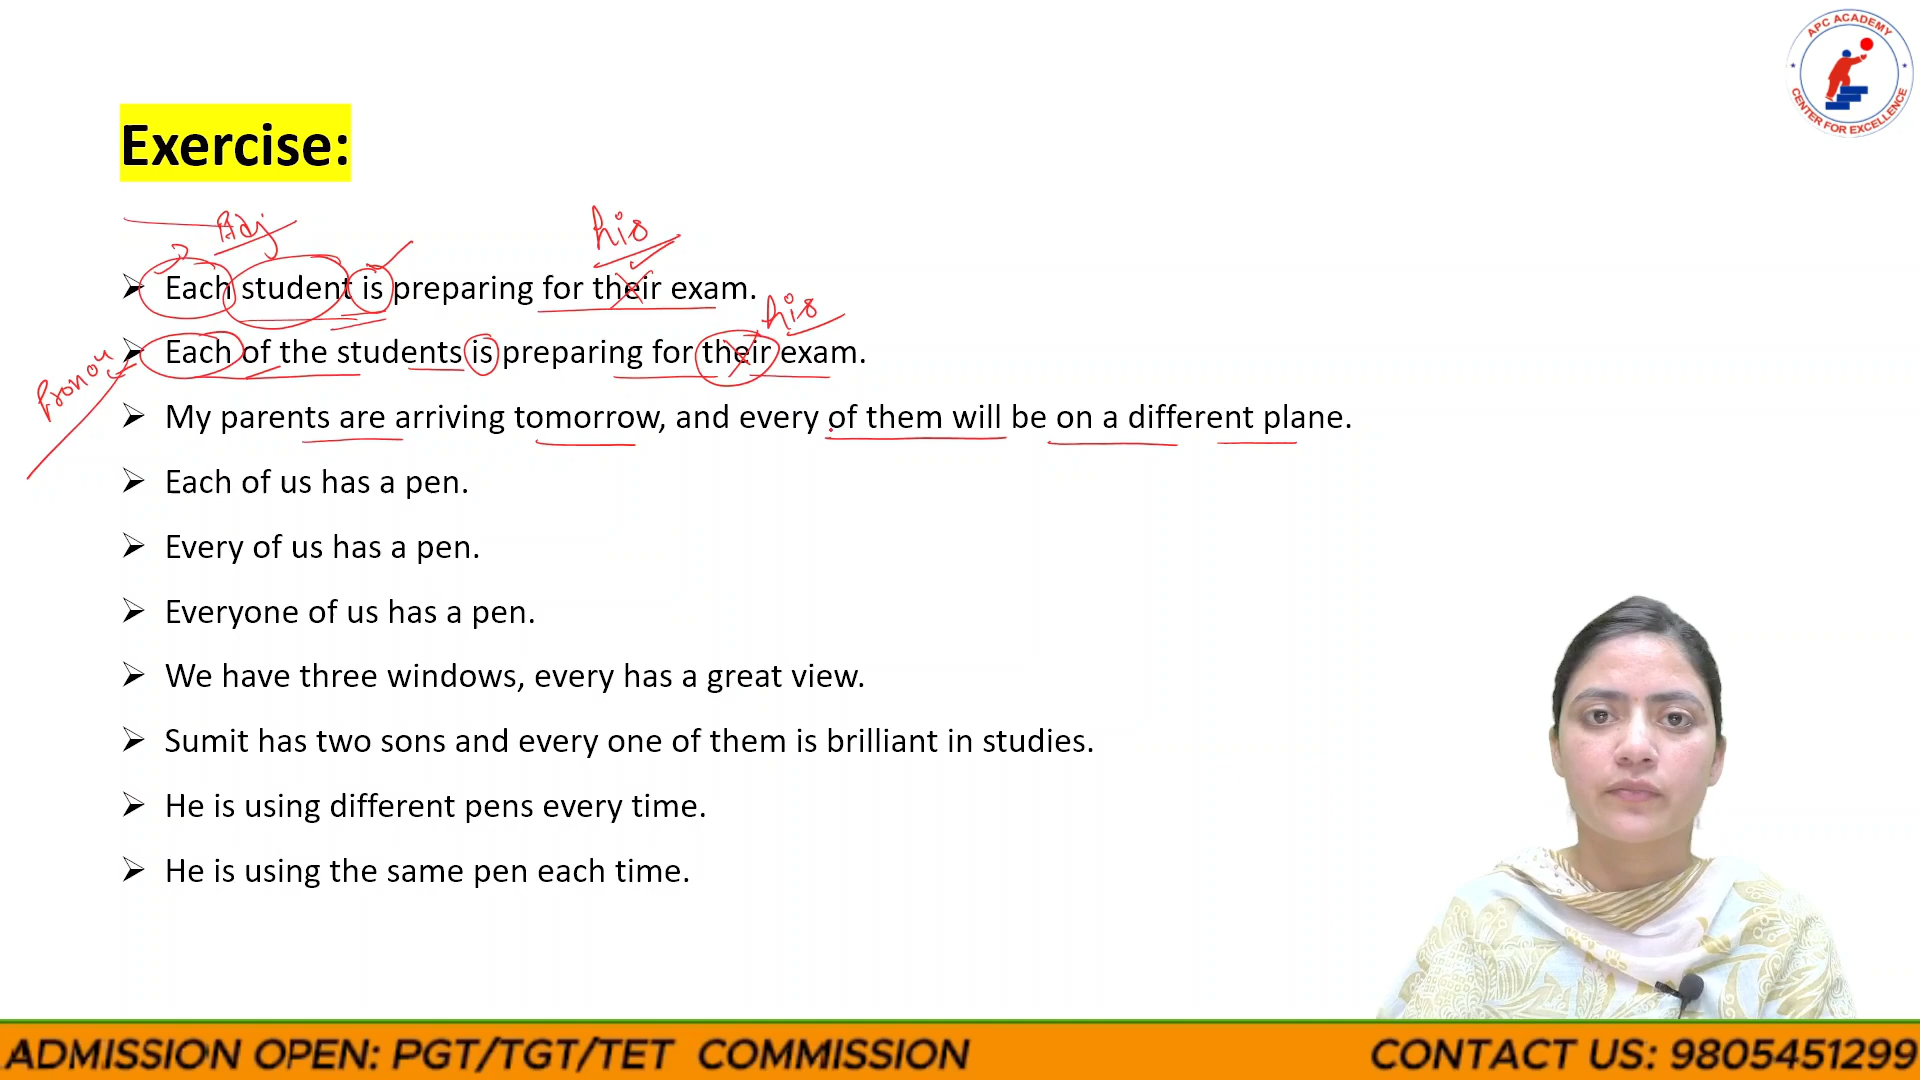 APC ACADEMY
CENTER FOR EXCELLENCE
Exercise:
Adj
his
Each student is preparing for their exam.
his
Each of the students is preparing for their exam.
Pronou
My parents are arriving tomorrow, and every of them will be on a different plane.
Each of us has a pen.
Every of us has a pen.
Everyone of us has a pen.
We have three windows, every has a great view.
Sumit has two sons and every one of them is brilliant in studies.
He is using different pens every time.
He is using the same pen each time.
ADMISSION OPEN: PGT/TGT/TET COMMISSION
CONTACT US: 9805451299